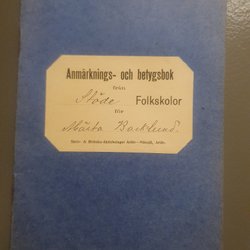 Anmärknings- och betygsbok
från
Stöde Folkskolor
för
Märta Backlund.